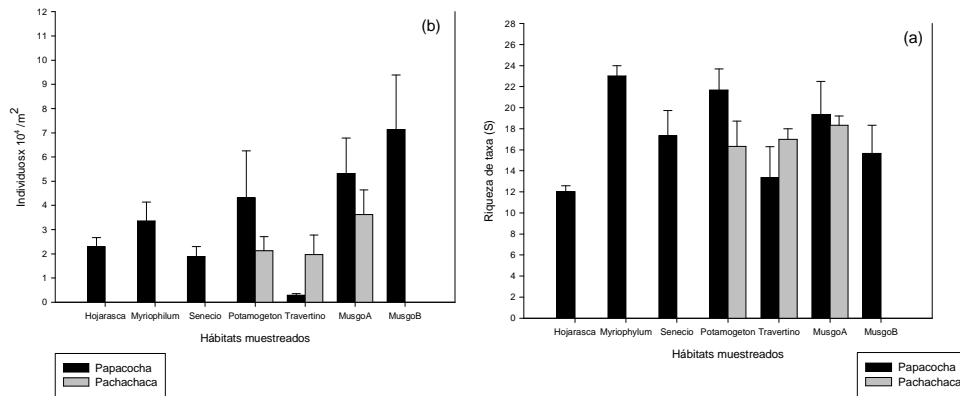 (b)
Individuosx 10⁴ /m²
12
11
10
9
8
7
6
5
4
3
2
1
0
Hojarasca Myriophilum Senecio Potamogeton Travertino MusgoA MusgoB
Hábitats muestreados
Papacocha
Pachachaca
(a)
Riqueza de taxa (S)
28
26
24
22
20
18
16
14
12
10
8
6
4
2
0
Hojarasca Myriophylum Senecio Potamogeton Travertino MusgoA MusgoB
Hábitats muestreados
Papacocha
Pachachaca